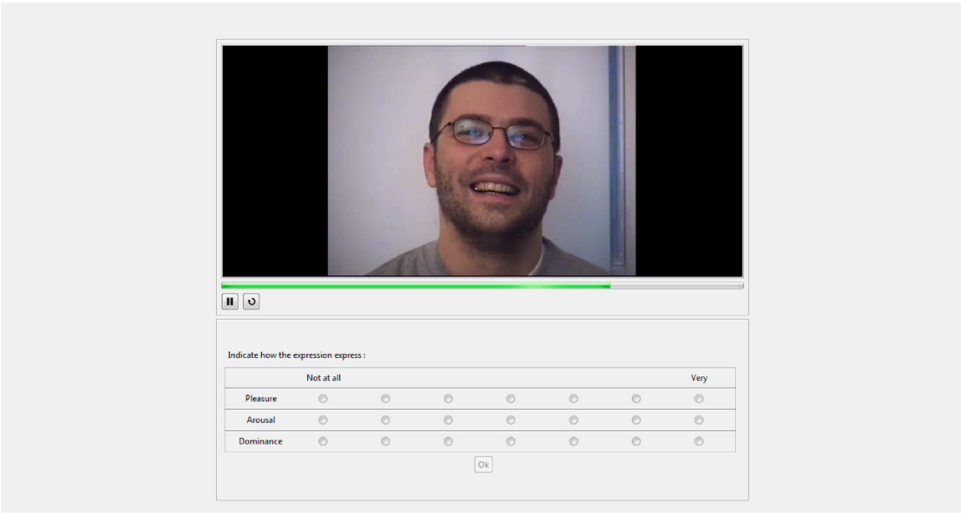 Indicate how the expression express :
Not at all Very
Pleasure
Arousal
Dominance
Ok